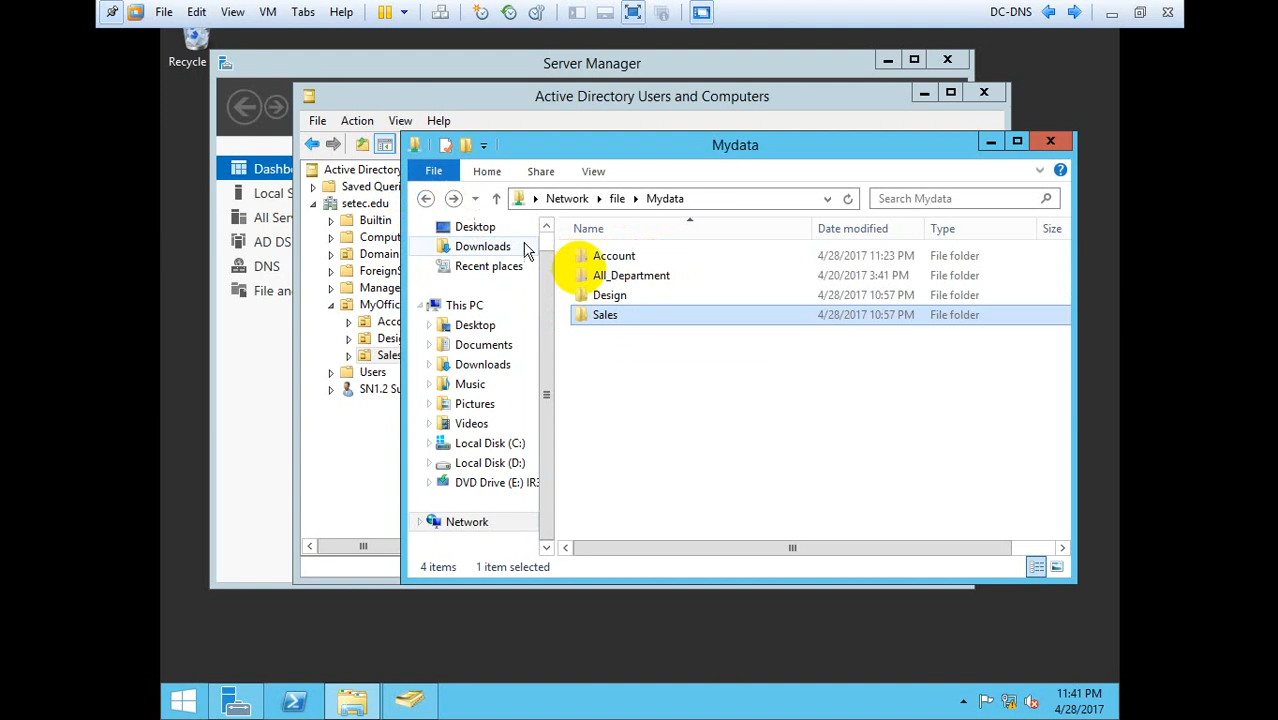 File Edit View VM Tabs Help DC-DNS
Recycle
Server Manager
Active Directory Users and Computers
File Action View Help
Mydata
File Home Share View
Network file Mydata
Search Mydata
Dashb
Local S
All Serv
AD DS
DNS
File an
Active Directory
Saved Queri
setec.edu
Builtin
Comput
Domain
ForeignS
MyOffic
Acco
Desi
Sales
Users
SN1.2 Su
Desktop
Downloads
Recent places
This PC
Desktop
Documents
Downloads
Music
Pictures
Videos
Local Disk (C:)
Local Disk (D:)
DVD Drive (E:) IR3
Network
Name Date modified Type Size
Account 4/28/2017 11:23 PM File folder
All_Department 4/20/2017 3:41 PM File folder
Design 4/28/2017 10:57 PM File folder
Sales 4/28/2017 10:57 PM File folder
4 items 1 item selected
11:41 PM
4/28/2017